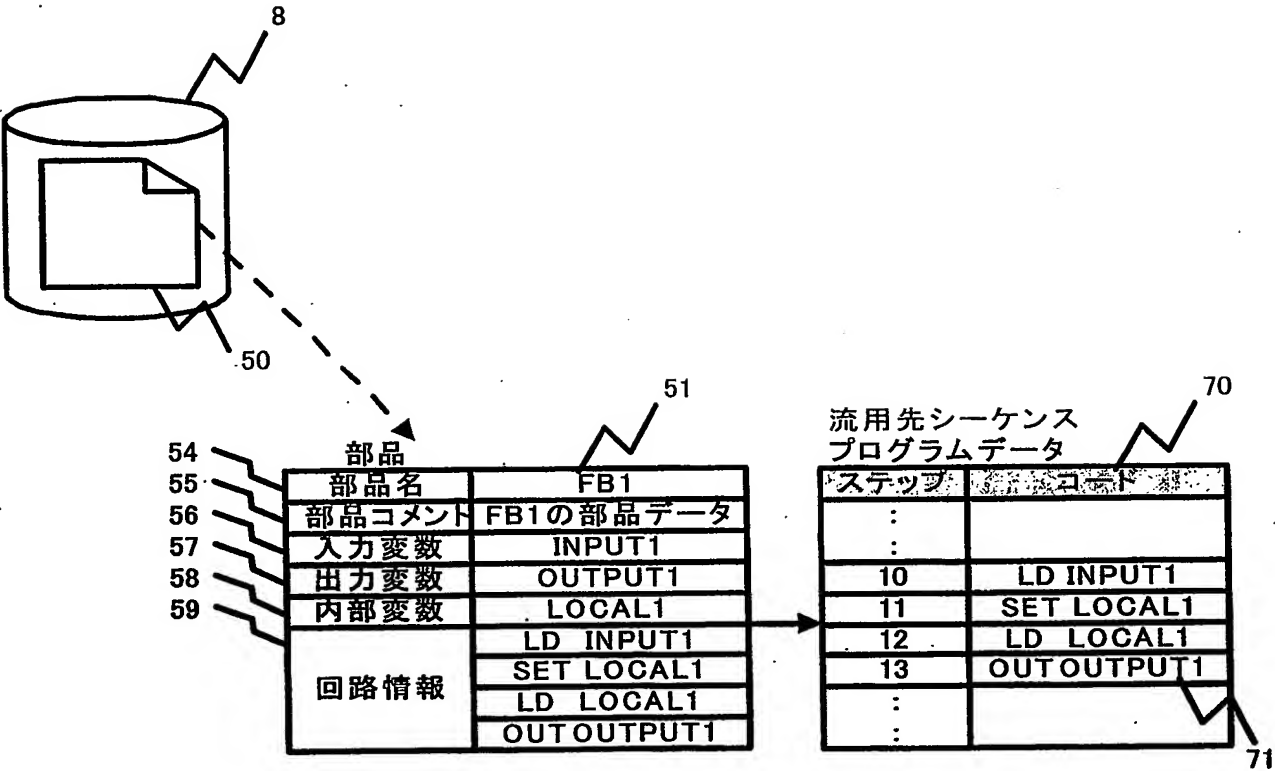 8
50
51
70
流用先シーケンス
プログラムデータ
部品
54
55
56
57
58
59
部品名 FB1
部品コメント FB1の部品データ
入力変数 INPUT1
出力変数 OUTPUT1
内部変数 LOCAL1
回路情報
LD INPUT1
SET LOCAL1
LD LOCAL1
OUT OUTPUT1
ステップ コード
:
:
10 LD INPUT1
11 SET LOCAL1
12 LD LOCAL1
13 OUT OUTPUT1
:
:
71